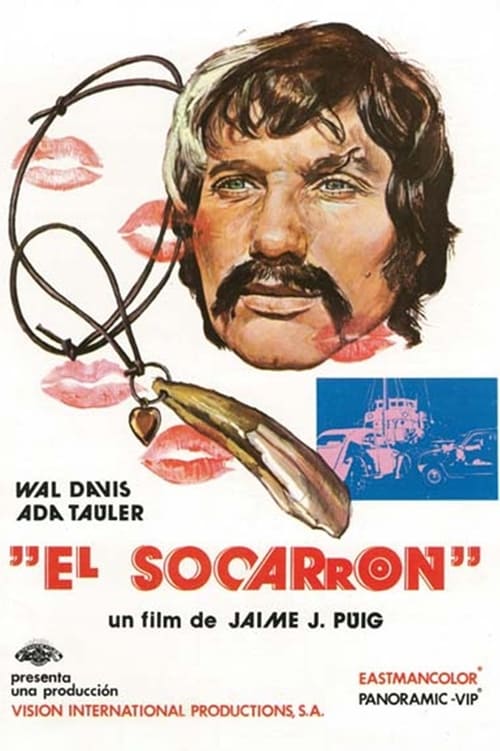 WAL DAVIS
ADA TAULER
"EL SOCARRON"
un film de JAIME J. PUIG
presenta
una producción
VISION INTERNATIONAL PRODUCTIONS, S.A.
EASTMANCOLOR®
PANORAMIC-VIP®